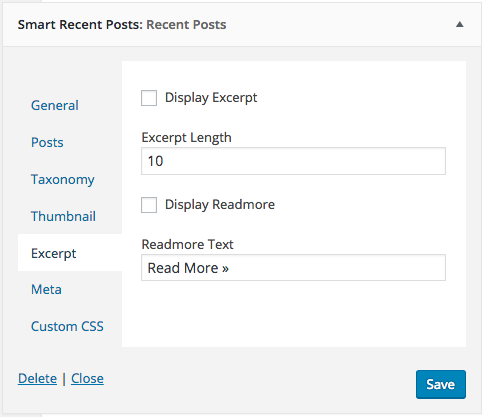 Smart Recent Posts: Recent Posts
General
Posts
Taxonomy
Thumbnail
Excerpt
Meta
Custom CSS
Display Excerpt
Excerpt Length
10
Display Readmore
Readmore Text
Read More »
Delete | Close
Save